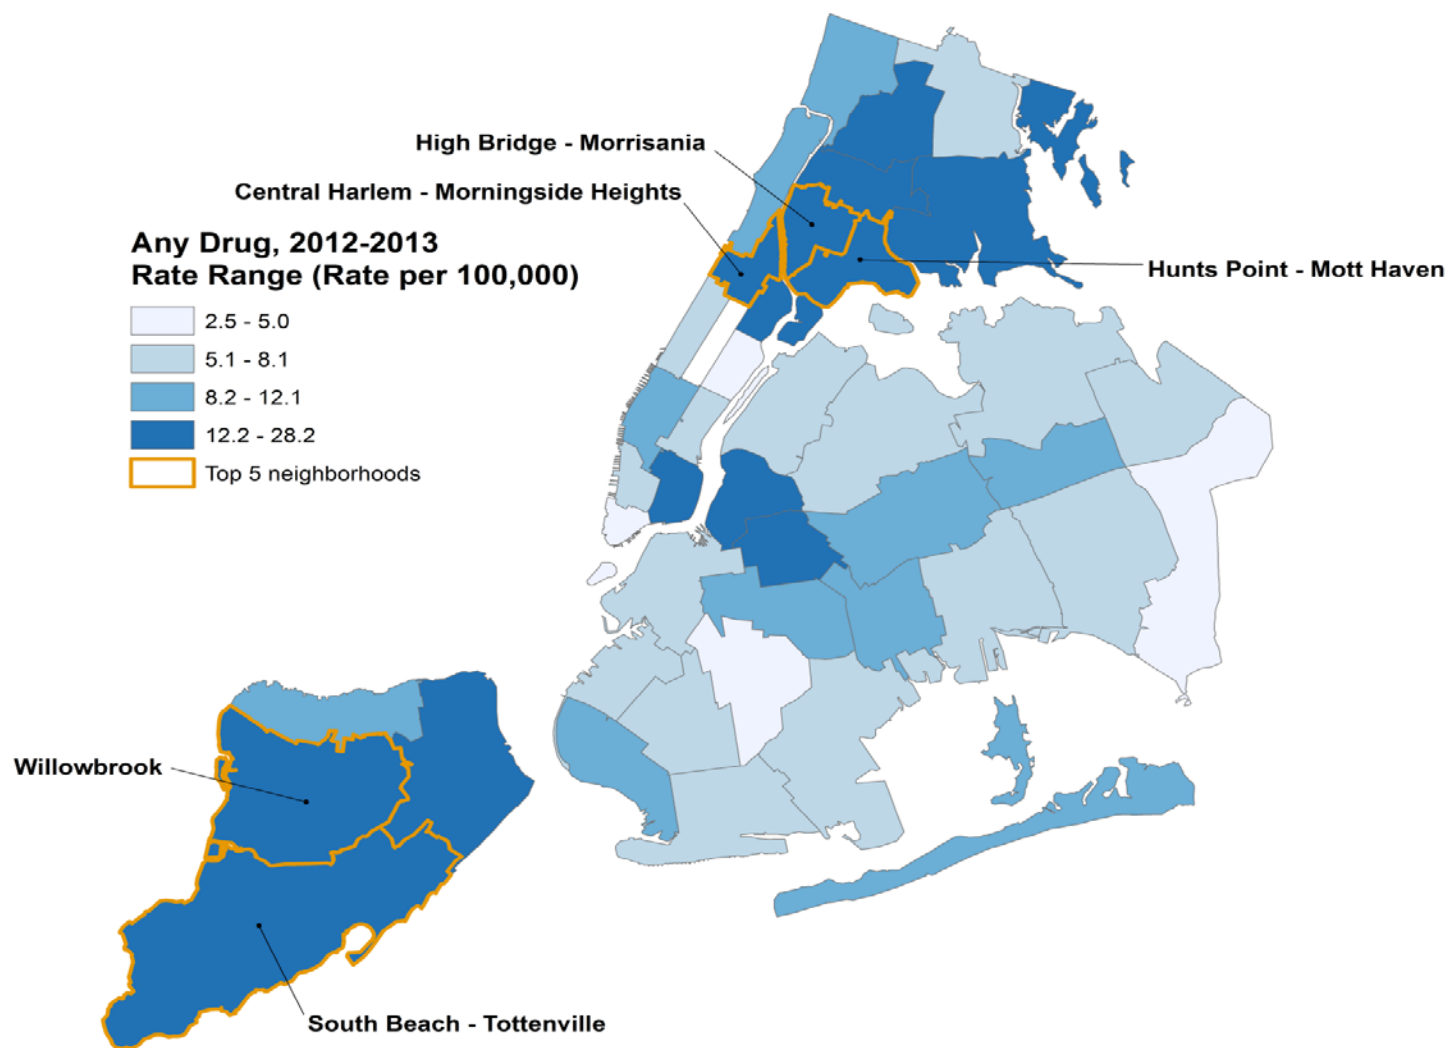 High Bridge - Morrisania
Central Harlem - Morningside Heights
Any Drug, 2012-2013
Rate Range (Rate per 100,000)
2.5 - 5.0
5.1 - 8.1
8.2 - 12.1
12.2 - 28.2
Top 5 neighborhoods
Hunts Point - Mott Haven
Willowbrook
South Beach - Tottenville